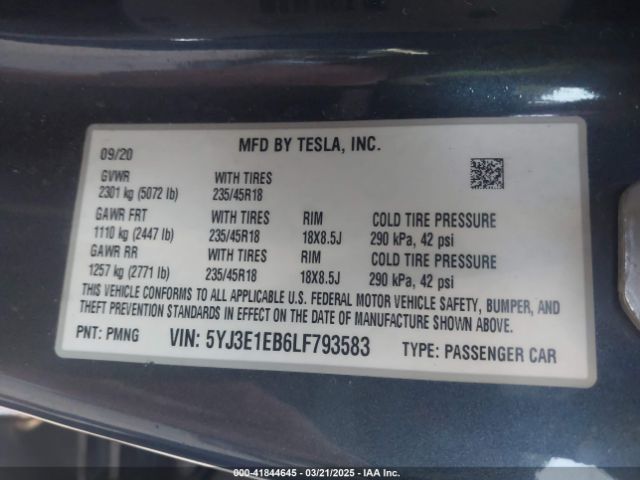 MFD BY TESLA, INC.
09/20
GVWR WITH TIRES
2301 kg (5072 lb) 235/45R18
GAWR FRT WITH TIRES RIM COLD TIRE PRESSURE
1110 kg (2447 lb) 235/45R18 18X8.5J 290 kPa, 42 psi
GAWR RR WITH TIRES RIM COLD TIRE PRESSURE
1257 kg (2771 lb) 235/45R18 18X8.5J 290 kPa, 42 psi
THIS VEHICLE CONFORMS TO ALL APPLICABLE U.S. FEDERAL MOTOR VEHICLE SAFETY, BUMPER, AND
THEFT PREVENTION STANDARDS IN EFFECT ON THE DATE OF MANUFACTURE SHOWN ABOVE.
PNT: PMNG VIN: 5YJ3E1EB6LF793583 TYPE: PASSENGER CAR
000-41844645 - 03/21/2025 - IAA Inc.